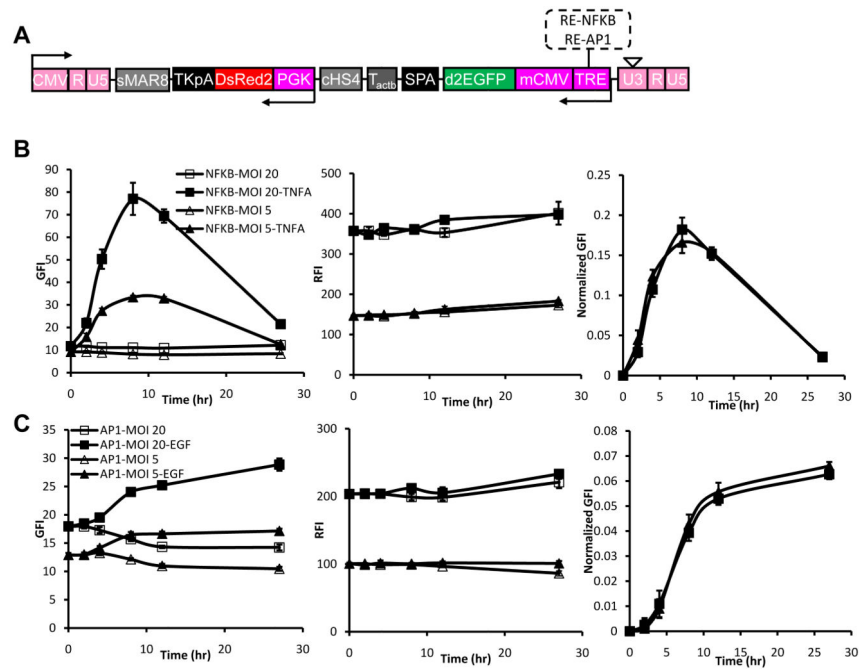 A
RE-NFKB
RE-AP1
CMV R U5 sMAR8 TKpA DsRed2 PGK cHS4 Tactb SPA d2EGFP mCMV TRE U3 R U5
B
90
80
70
60
50
40
30
20
10
0
GFI
NFKB-MOI 20
NFKB-MOI 20-TNFA
NFKB-MOI 5
NFKB-MOI 5-TNFA
0 10 20 30
Time (hr)
500
400
300
200
100
0
RFI
0 10 20 30
Time (hr)
0.25
0.2
0.15
0.1
0.05
0
Normalized GFI
0 5 10 15 20 25 30
Time (hr)
C
35
30
25
20
15
10
5
0
GFI
AP1-MOI 20
AP1-MOI 20-EGF
AP1-MOI 5
AP1-MOI 5-EGF
0 10 20 30
Time (hr)
300
200
100
0
RFI
0 10 20 30
Time (hr)
0.08
0.07
0.06
0.05
0.04
0.03
0.02
0.01
0
Normalized GFI
0 5 10 15 20 25 30
Time (hr)